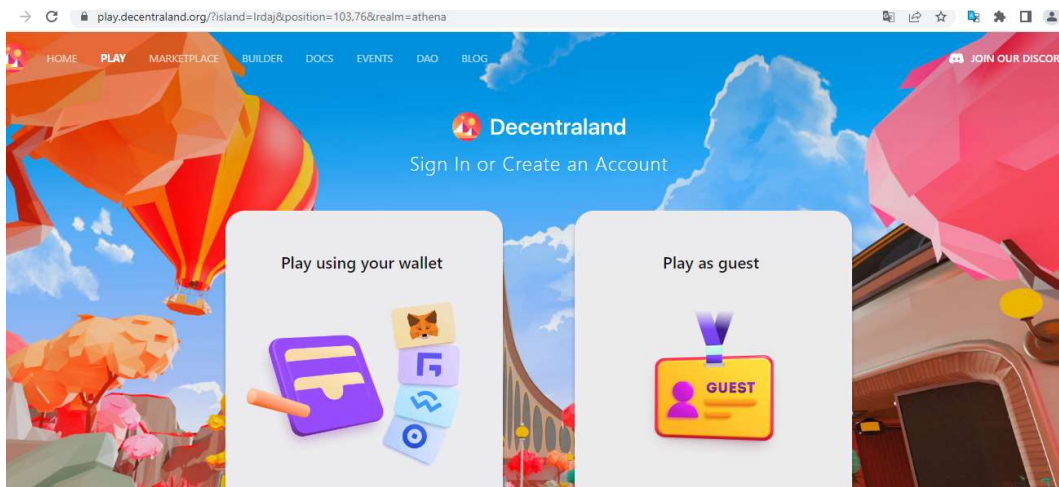 play.decentraland.org/?island=Irdaj&position=103,76&realm=athena
HOME PLAY MARKETPLACE BUILDER DOCS EVENTS DAO BLOG JOIN OUR DISCOR
Decentraland
Sign In or Create an Account
Play using your wallet
Play as guest
GUEST